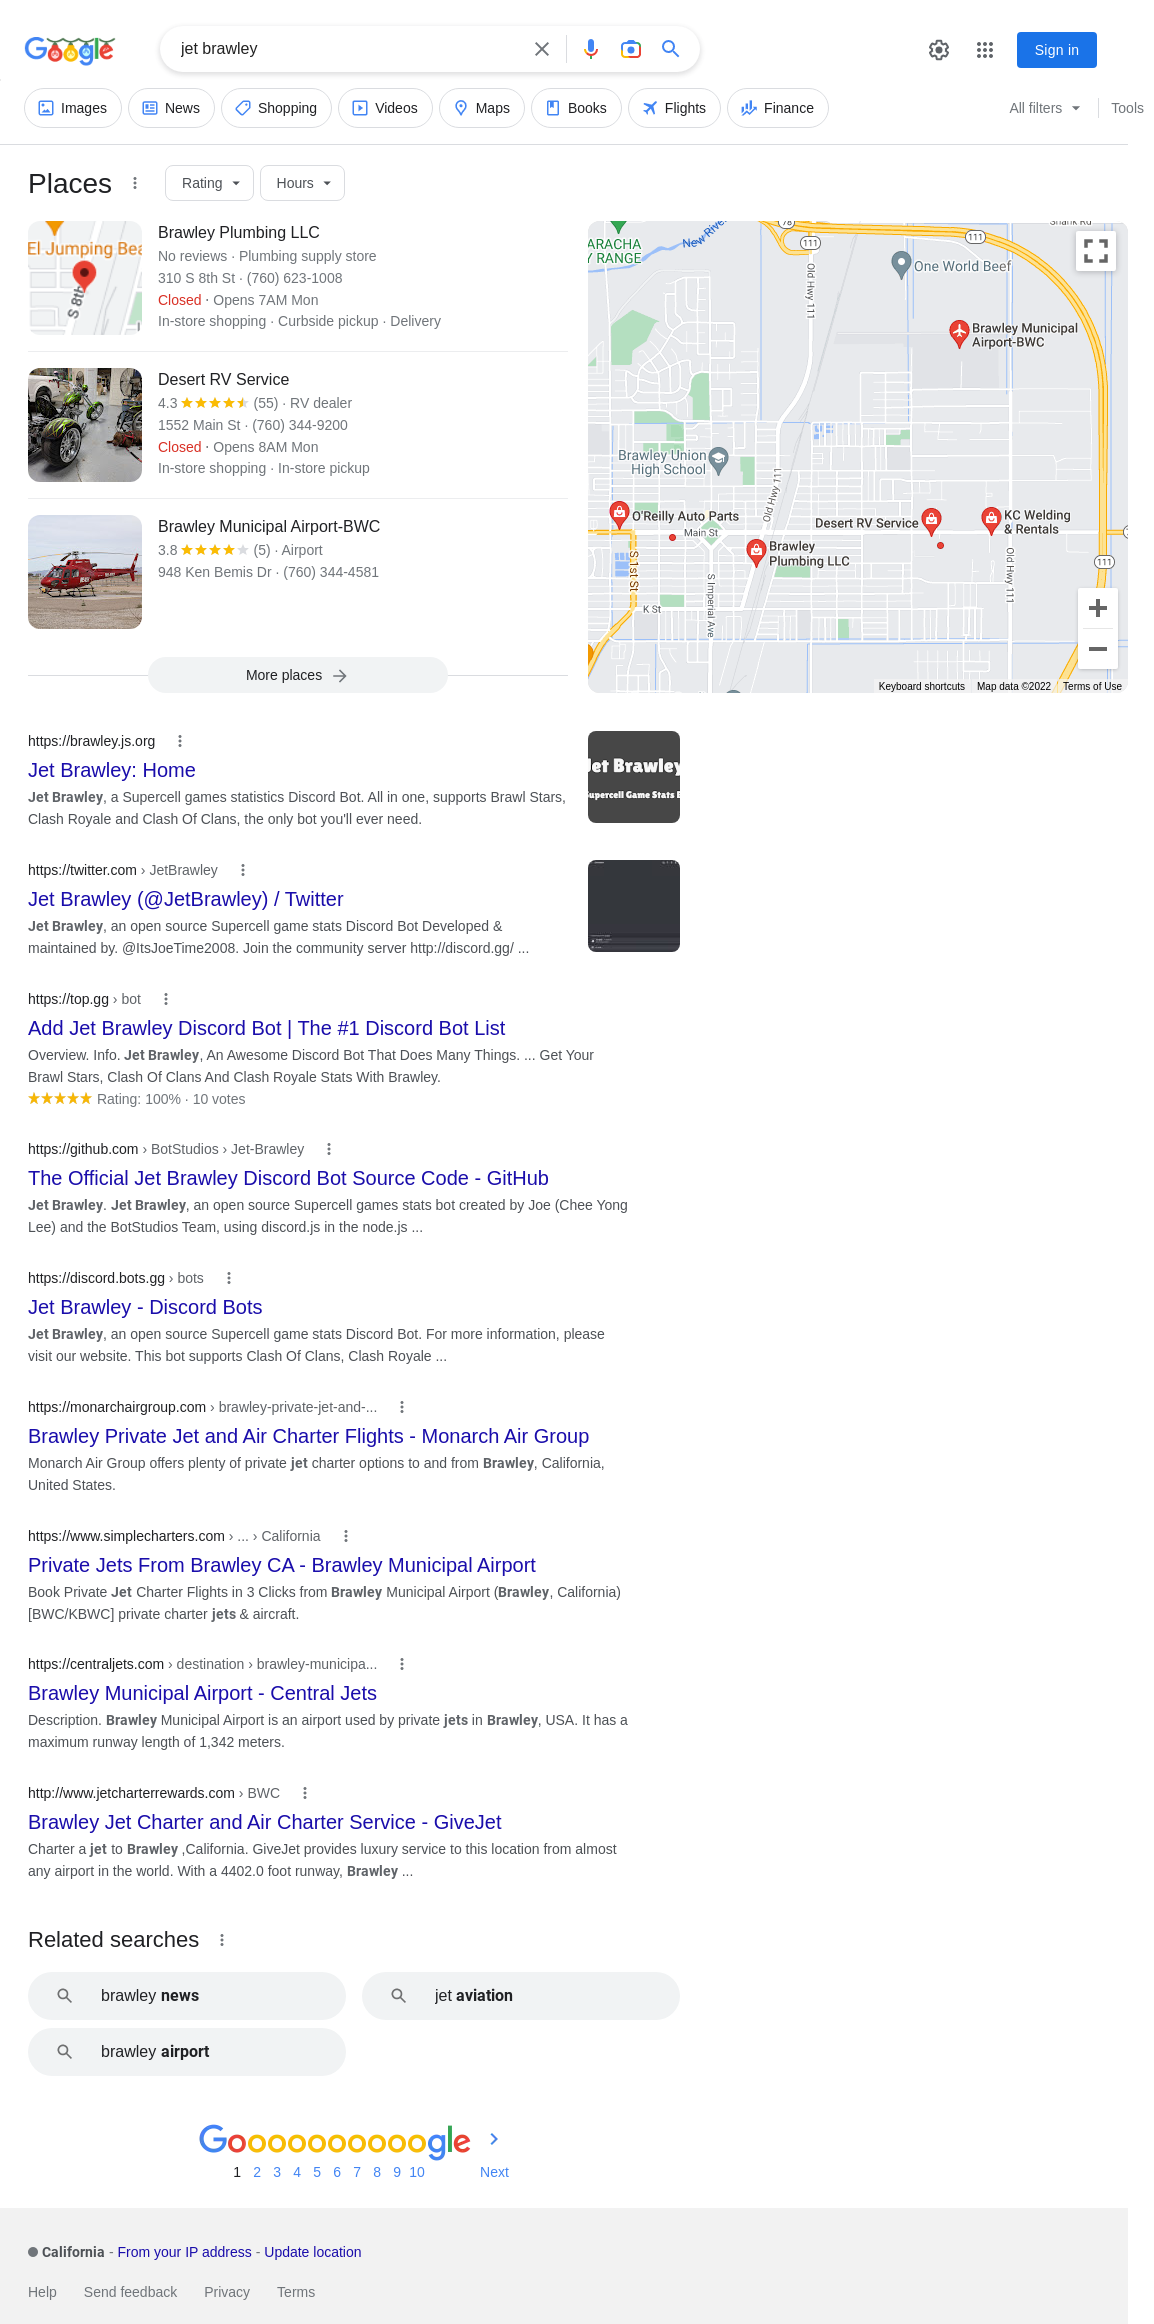 Google
jet brawley
Sign in
Images
News
Shopping
Videos
Maps
Books
Flights
Finance
All filters
Tools
Places
Rating
Hours
El Jumping Bea
S 8th
Brawley Plumbing LLC
No reviews · Plumbing supply store
310 S 8th St · (760) 623-1008
Closed · Opens 7AM Mon
In-store shopping · Curbside pickup · Delivery
Desert RV Service
4.3 (55) · RV dealer
1552 Main St · (760) 344-9200
Closed · Opens 8AM Mon
In-store shopping · In-store pickup
Brawley Municipal Airport-BWC
3.8 (5) · Airport
948 Ken Bemis Dr · (760) 344-4581
More places
ARACHA
Y RANGE
New River
78
111
111
Shank Rd
Old Hwy 111
One World Beef
Brawley Municipal
Airport-BWC
Brawley Union
High School
Old Hwy 111
O'Reilly Auto Parts
Main St
Desert RV Service
KC Welding
& Rentals
Brawley
Plumbing LLC
S 1st St
S Imperial Ave
Old Hwy 111
111
K St
Keyboard shortcuts
Map data ©2022
Terms of Use
https://brawley.js.org
Jet Brawley: Home
Jet Brawley, a Supercell games statistics Discord Bot. All in one, supports Brawl Stars,
Clash Royale and Clash Of Clans, the only bot you'll ever need.
Jet Brawley
Supercell Game Stats B
https://twitter.com › JetBrawley
Jet Brawley (@JetBrawley) / Twitter
Jet Brawley, an open source Supercell game stats Discord Bot Developed &
maintained by. @ItsJoeTime2008. Join the community server http://discord.gg/ ...
https://top.gg › bot
Add Jet Brawley Discord Bot | The #1 Discord Bot List
Overview. Info. Jet Brawley, An Awesome Discord Bot That Does Many Things. ... Get Your
Brawl Stars, Clash Of Clans And Clash Royale Stats With Brawley.
Rating: 100% · 10 votes
https://github.com › BotStudios › Jet-Brawley
The Official Jet Brawley Discord Bot Source Code - GitHub
Jet Brawley. Jet Brawley, an open source Supercell games stats bot created by Joe (Chee Yong
Lee) and the BotStudios Team, using discord.js in the node.js ...
https://discord.bots.gg › bots
Jet Brawley - Discord Bots
Jet Brawley, an open source Supercell game stats Discord Bot. For more information, please
visit our website. This bot supports Clash Of Clans, Clash Royale ...
https://monarchairgroup.com › brawley-private-jet-and-...
Brawley Private Jet and Air Charter Flights - Monarch Air Group
Monarch Air Group offers plenty of private jet charter options to and from Brawley, California,
United States.
https://www.simplecharters.com › ... › California
Private Jets From Brawley CA - Brawley Municipal Airport
Book Private Jet Charter Flights in 3 Clicks from Brawley Municipal Airport (Brawley, California)
[BWC/KBWC] private charter jets & aircraft.
https://centraljets.com › destination › brawley-municipa...
Brawley Municipal Airport - Central Jets
Description. Brawley Municipal Airport is an airport used by private jets in Brawley, USA. It has a
maximum runway length of 1,342 meters.
http://www.jetcharterrewards.com › BWC
Brawley Jet Charter and Air Charter Service - GiveJet
Charter a jet to Brawley ,California. GiveJet provides luxury service to this location from almost
any airport in the world. With a 4402.0 foot runway, Brawley ...
Related searches
brawley news
jet aviation
brawley airport
Goooooooooogle
1 2 3 4 5 6 7 8 9 10 Next
California - From your IP address - Update location
Help Send feedback Privacy Terms